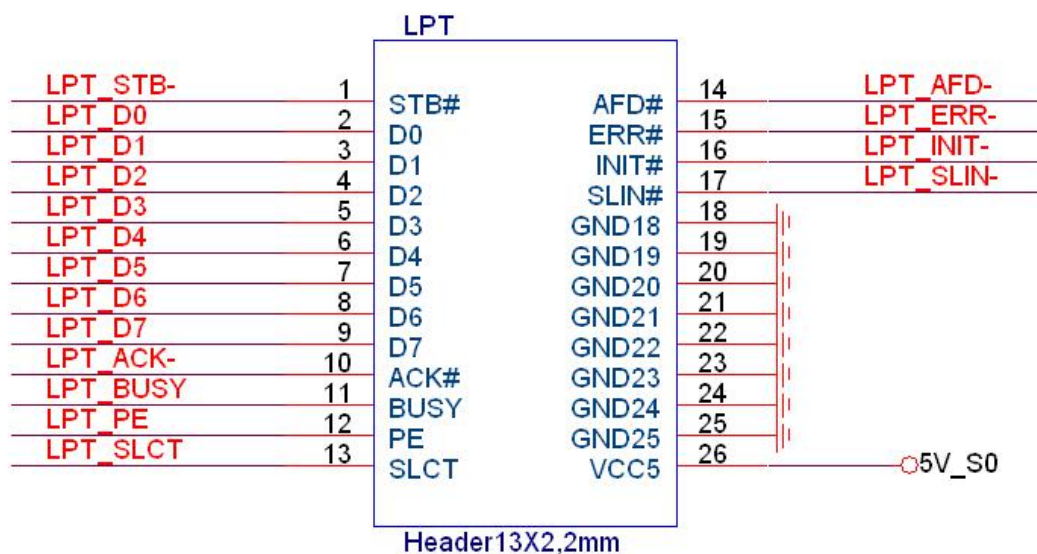 LPT
LPT_STB- 1 STB# AFD# 14 LPT_AFD-
LPT_D0 2 D0 ERR# 15 LPT_ERR-
LPT_D1 3 D1 INIT# 16 LPT_INIT-
LPT_D2 4 D2 SLIN# 17 LPT_SLIN-
LPT_D3 5 D3 GND18 18
LPT_D4 6 D4 GND19 19
LPT_D5 7 D5 GND20 20
LPT_D6 8 D6 GND21 21
LPT_D7 9 D7 GND22 22
LPT_ACK- 10 ACK# GND23 23
LPT_BUSY 11 BUSY GND24 24
LPT_PE 12 PE GND25 25
LPT_SLCT 13 SLCT VCC5 26 5V_S0
Header13X2,2mm